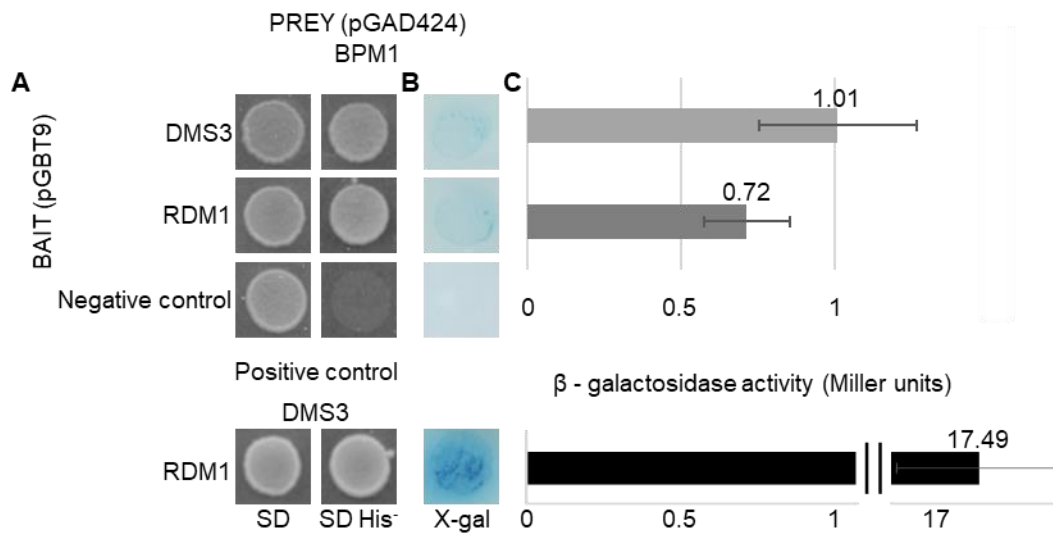 PREY (pGAD424)
BPM1
A
B
C
BAIT (pGBT9)
DMS3
1.01
RDM1
0.72
Negative control
0 0.5 1
Positive control
β - galactosidase activity (Miller units)
DMS3
RDM1
17.49
SD SD His⁻ X-gal
0 0.5 1 17